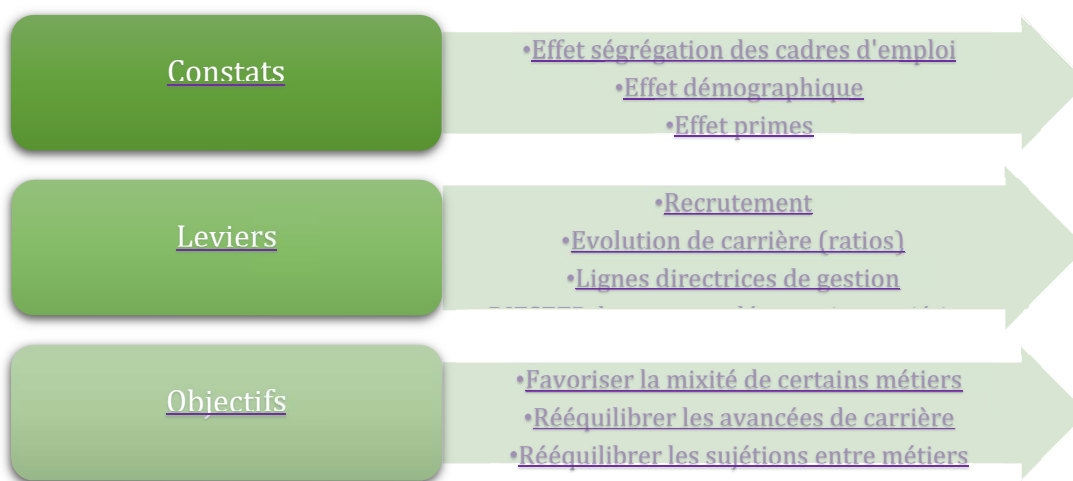 Constats
•Effet ségrégation des cadres d'emploi
•Effet démographique
•Effet primes
Leviers
•Recrutement
•Evolution de carrière (ratios)
•Lignes directrices de gestion
Objectifs
•Favoriser la mixité de certains métiers
•Rééquilibrer les avancées de carrière
•Rééquilibrer les sujétions entre métiers